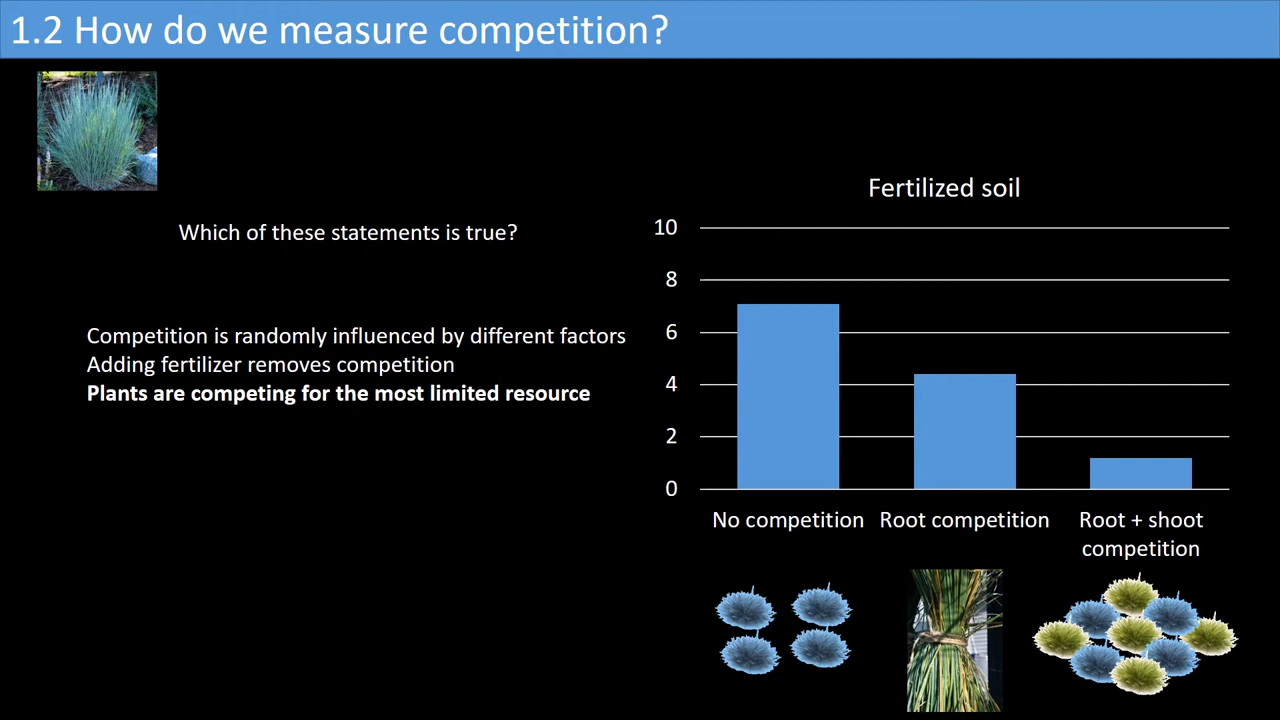 1.2 How do we measure competition?
Which of these statements is true?
Competition is randomly influenced by different factors
Adding fertilizer removes competition
Plants are competing for the most limited resource
Fertilized soil
10
8
6
4
2
0
No competition
Root competition
Root + shoot
competition